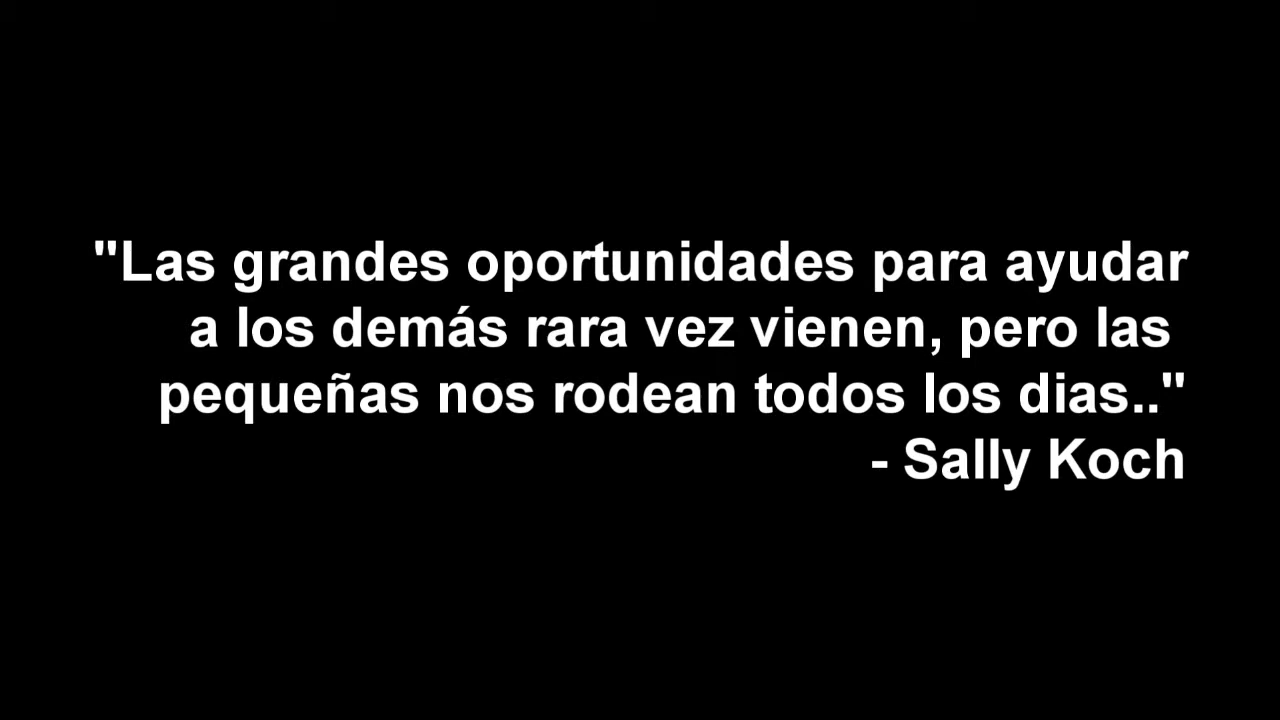 "Las grandes oportunidades para ayudar
a los demás rara vez vienen, pero las
pequeñas nos rodean todos los dias.."
- Sally Koch